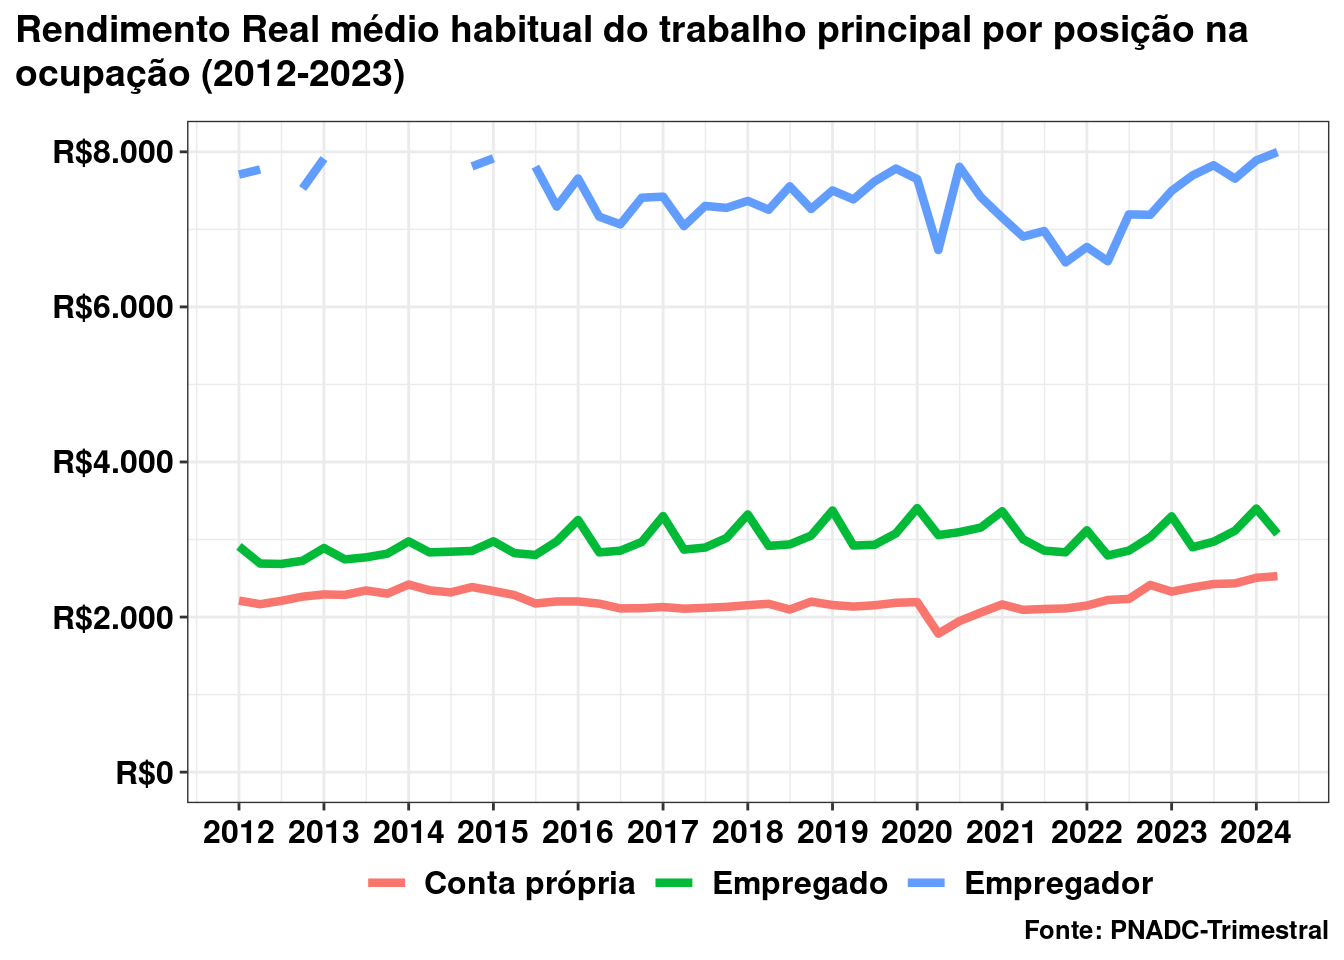 Rendimento Real médio habitual do trabalho principal por posição na
ocupação (2012-2023)
R$8.000
R$6.000
R$4.000
R$2.000
R$0
2012 2013 2014 2015 2016 2017 2018 2019 2020 2021 2022 2023 2024
Conta própria Empregado Empregador
Fonte: PNADC-Trimestral